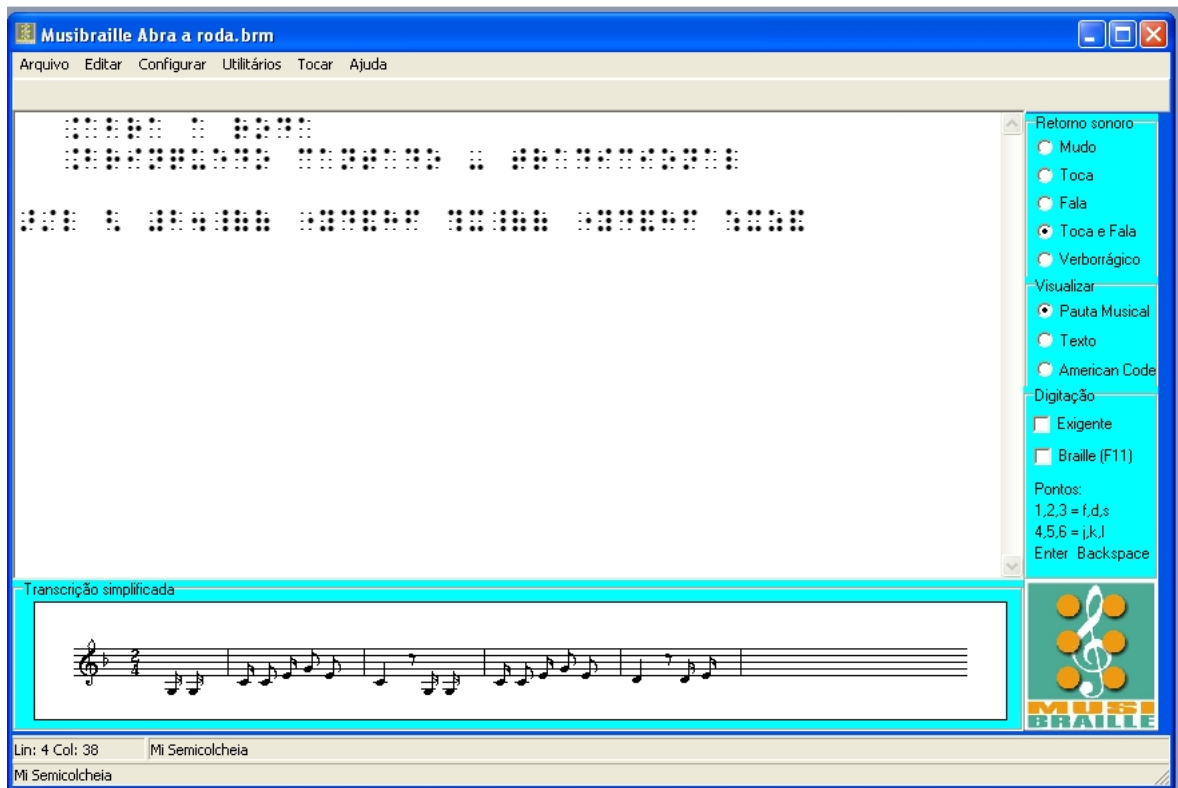 Musibraille Abra a roda.brm
Arquivo Editar Configurar Utilitários Tocar Ajuda
⠨⠁⠃⠗⠁ ⠁ ⠗⠕⠙⠁
⠨⠃⠗⠊⠝⠟⠥⠑⠙⠕ ⠉⠁⠝⠞⠁⠙⠕ ⠤ ⠞⠗⠁⠙⠊⠉⠊⠕⠝⠁⠇
Retorno sonoro
Mudo
Toca
Fala
Toca e Fala
Verborrágico
Visualizar
Pauta Musical
Texto
American Code
Digitação
Exigente
Braille (F11)
Pontos:
1,2,3 = f,d,s
4,5,6 = j,k,l
Enter Backspace
Transcrição simplificada
2
4
MUSI
BRAILLE
Lin: 4 Col: 38 Mi Semicolcheia
Mi Semicolcheia